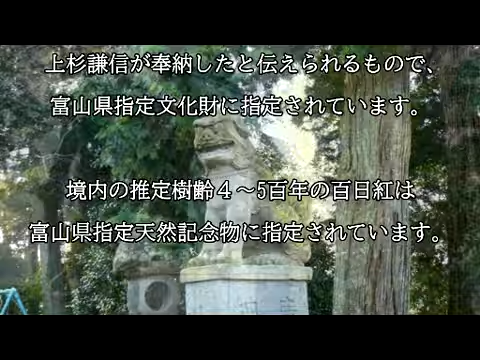 上杉謙信が奉納したと伝えられるもので、
富山県指定文化財に指定されています。
境内の推定樹齢４～5百年の百日紅は
富山県指定天然記念物に指定されています。